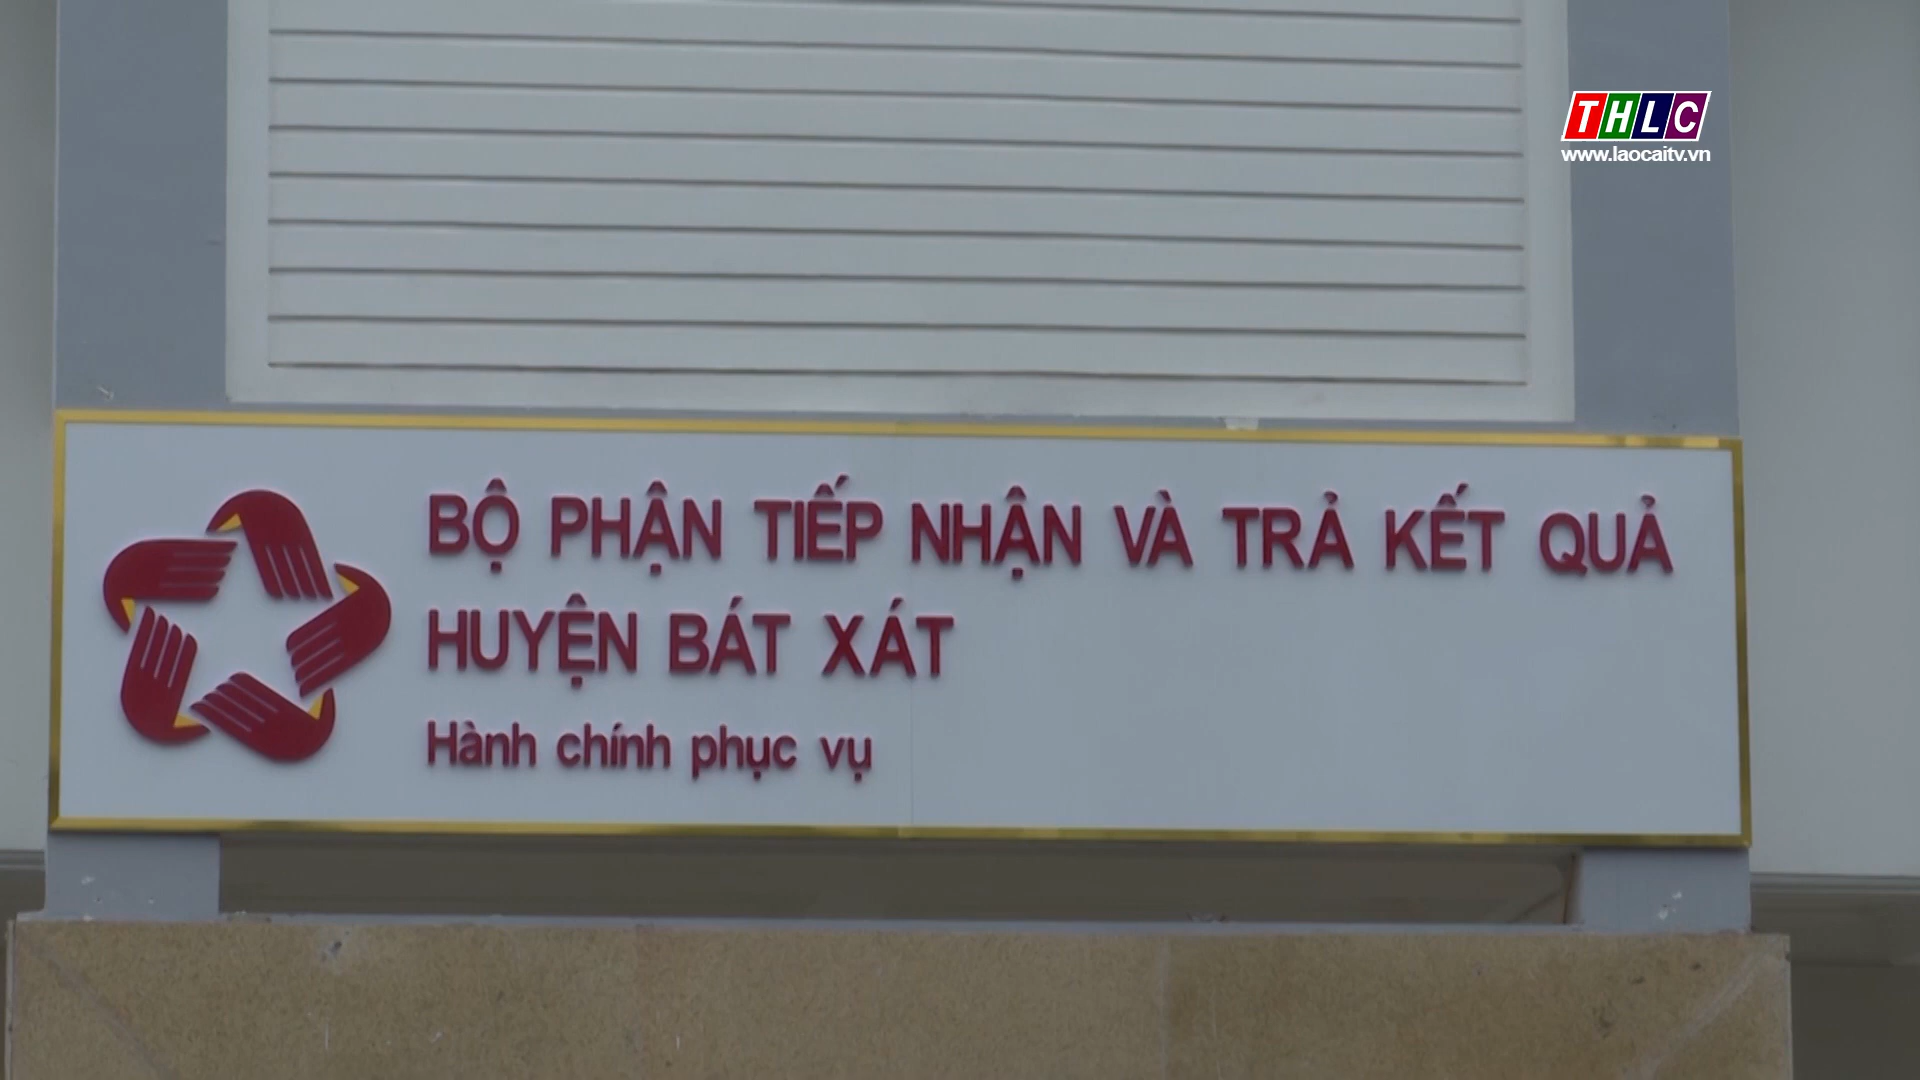 THLC
www.laocaitv.vn
BỘ PHẬN TIẾP NHẬN VÀ TRẢ KẾT QUẢ
HUYỆN BÁT XÁT
Hành chính phục vụ